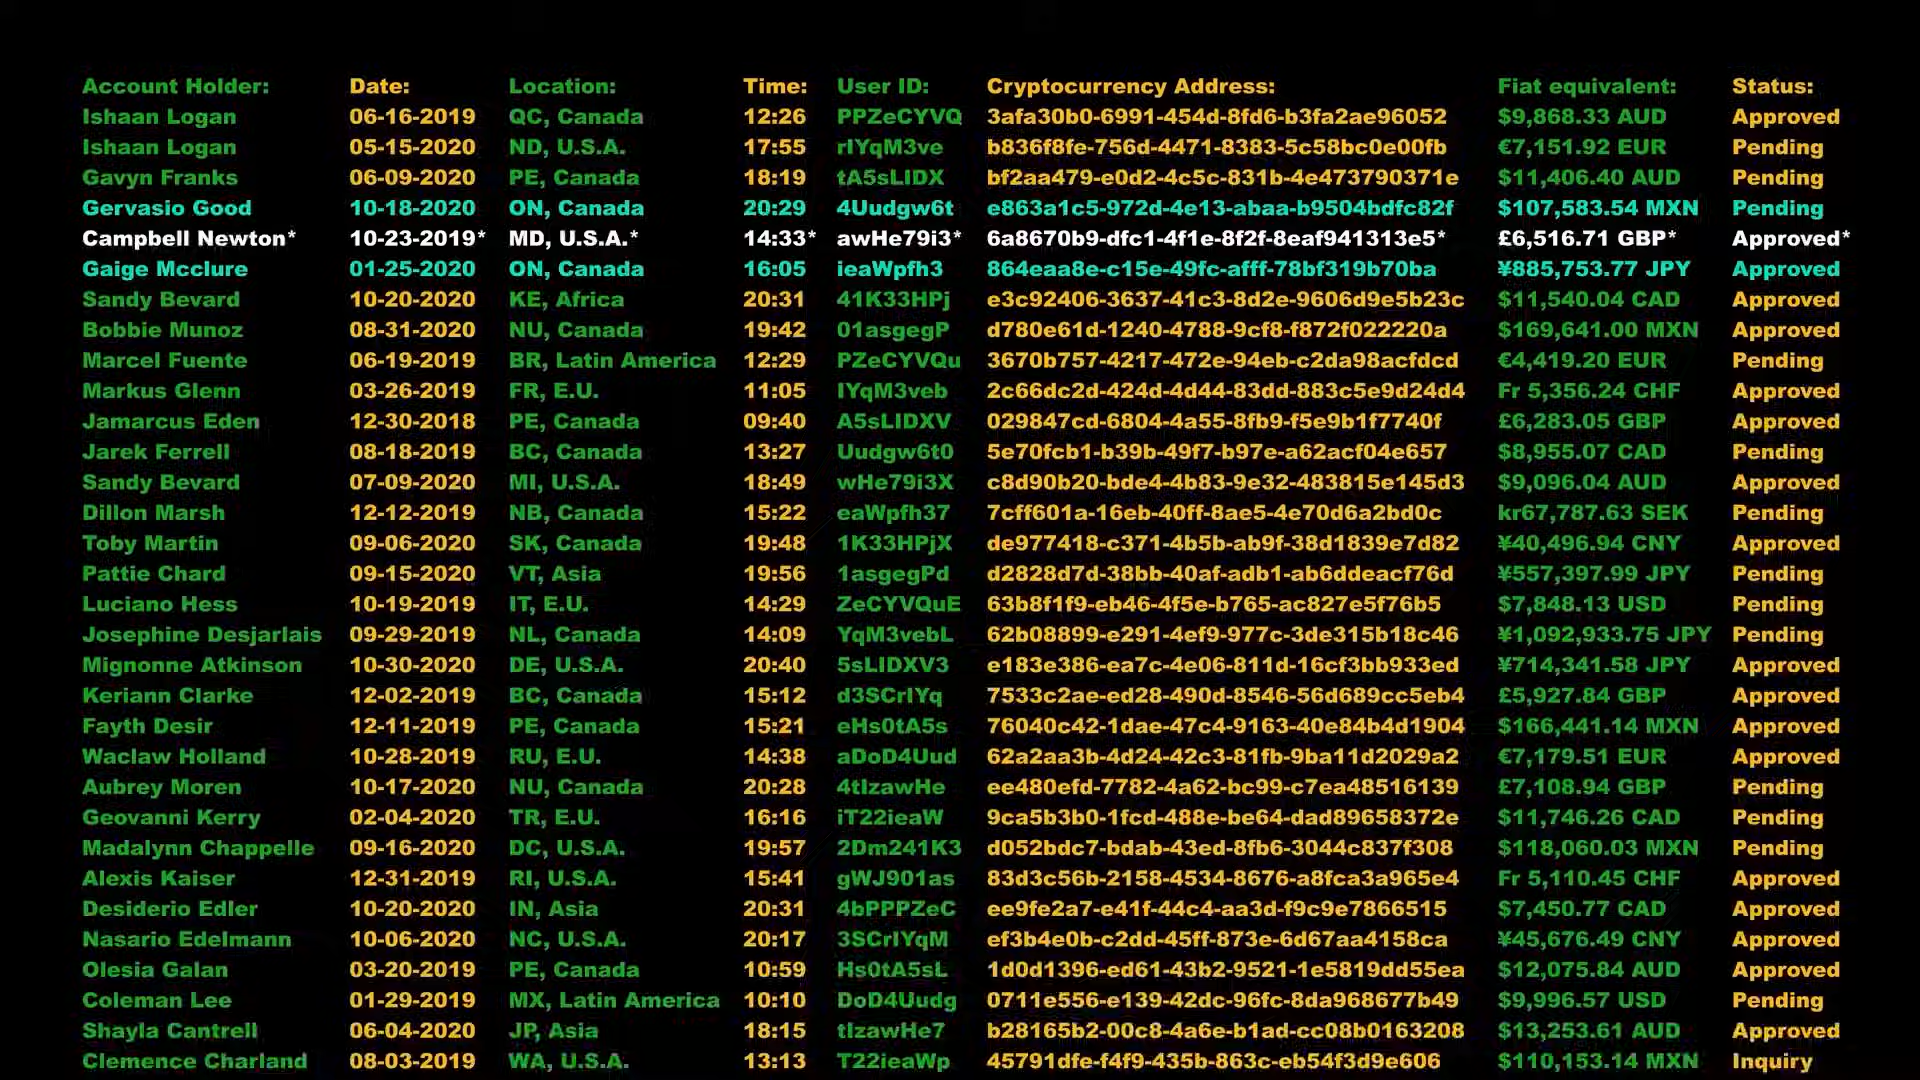 Account Holder: Date: Location: Time: User ID: Cryptocurrency Address: Fiat equivalent: Status:
Ishaan Logan 06-16-2019 QC, Canada 12:26 PPZeCYVQ 3afa30b0-6991-454d-8fd6-b3fa2ae96052 $9,868.33 AUD Approved
Ishaan Logan 05-15-2020 ND, U.S.A. 17:55 rIYqM3ve b836f8fe-756d-4471-8383-5c58bc0e00fb €7,151.92 EUR Pending
Gavyn Franks 06-09-2020 PE, Canada 18:19 tA5sLIDX bf2aa479-e0d2-4c5c-831b-4e473790371e $11,406.40 AUD Pending
Gervasio Good 10-18-2020 ON, Canada 20:29 4Uudgw6t e863a1c5-972d-4e13-abaa-b9504bdfc82f $107,583.54 MXN Pending
Campbell Newton* 10-23-2019* MD, U.S.A.* 14:33* awHe79i3* 6a8670b9-dfc1-4f1e-8f2f-8eaf941313e5* £6,516.71 GBP* Approved*
Gaige Mcclure 01-25-2020 ON, Canada 16:05 ieaWpfh3 864eaa8e-c15e-49fc-afff-78bf319b70ba ¥885,753.77 JPY Approved
Sandy Bevard 10-20-2020 KE, Africa 20:31 41K33HPj e3c92406-3637-41c3-8d2e-9606d9e5b23c $11,540.04 CAD Approved
Bobbie Munoz 08-31-2020 NU, Canada 19:42 01asgegP d780e61d-1240-4788-9cf8-f872f022220a $169,641.00 MXN Approved
Marcel Fuente 06-19-2019 BR, Latin America 12:29 PZeCYVQu 3670b757-4217-472e-94eb-c2da98acfdcd €4,419.20 EUR Pending
Markus Glenn 03-26-2019 FR, E.U. 11:05 IYqM3veb 2c66dc2d-424d-4d44-83dd-883c5e9d24d4 Fr 5,356.24 CHF Approved
Jamarcus Eden 12-30-2018 PE, Canada 09:40 A5sLIDXV 029847cd-6804-4a55-8fb9-f5e9b1f7740f £6,283.05 GBP Approved
Jarek Ferrell 08-18-2019 BC, Canada 13:27 Uudgw6t0 5e70fcb1-b39b-49f7-b97e-a62acf04e657 $8,955.07 CAD Pending
Sandy Bevard 07-09-2020 MI, U.S.A. 18:49 wHe79i3X c8d90b20-bde4-4b83-9e32-483815e145d3 $9,096.04 AUD Approved
Dillon Marsh 12-12-2019 NB, Canada 15:22 eaWpfh37 7cff601a-16eb-40ff-8ae5-4e70d6a2bd0c kr67,787.63 SEK Pending
Toby Martin 09-06-2020 SK, Canada 19:48 1K33HPjX de977418-c371-4b5b-ab9f-38d1839e7d82 ¥40,496.94 CNY Approved
Pattie Chard 09-15-2020 VT, Asia 19:56 1asgegPd d2828d7d-38bb-40af-adb1-ab6ddeacf76d ¥557,397.99 JPY Pending
Luciano Hess 10-19-2019 IT, E.U. 14:29 ZeCYVQuE 63b8f1f9-eb46-4f5e-b765-ac827e5f76b5 $7,848.13 USD Pending
Josephine Desjarlais 09-29-2019 NL, Canada 14:09 YqM3vebL 62b08899-e291-4ef9-977c-3de315b18c46 ¥1,092,933.75 JPY Pending
Mignonne Atkinson 10-30-2020 DE, U.S.A. 20:40 5sLIDXV3 e183e386-ea7c-4e06-811d-16cf3bb933ed ¥714,341.58 JPY Approved
Keriann Clarke 12-02-2019 BC, Canada 15:12 d3SCrIYq 7533c2ae-ed28-490d-8546-56d689cc5eb4 £5,927.84 GBP Approved
Fayth Desir 12-11-2019 PE, Canada 15:21 eHs0tA5s 76040c42-1dae-47c4-9163-40e84b4d1904 $166,441.14 MXN Approved
Waclaw Holland 10-28-2019 RU, E.U. 14:38 aDoD4Uud 62a2aa3b-4d24-42c3-81fb-9ba11d2029a2 €7,179.51 EUR Approved
Aubrey Moren 10-17-2020 NU, Canada 20:28 4tIzawHe ee480efd-7782-4a62-bc99-c7ea48516139 £7,108.94 GBP Pending
Geovanni Kerry 02-04-2020 TR, E.U. 16:16 iT22ieaW 9ca5b3b0-1fcd-488e-be64-dad89658372e $11,746.26 CAD Pending
Madalynn Chappelle 09-16-2020 DC, U.S.A. 19:57 2Dm241K3 d052bdc7-bdab-43ed-8fb6-3044c837f308 $118,060.03 MXN Pending
Alexis Kaiser 12-31-2019 RI, U.S.A. 15:41 gWJ901as 83d3c56b-2158-4534-8676-a8fca3a965e4 Fr 5,110.45 CHF Approved
Desiderio Edler 10-20-2020 IN, Asia 20:31 4bPPPZeC ee9fe2a7-e41f-44c4-aa3d-f9c9e7866515 $7,450.77 CAD Approved
Nasario Edelmann 10-06-2020 NC, U.S.A. 20:17 3SCrIYqM ef3b4e0b-c2dd-45ff-873e-6d67aa4158ca ¥45,676.49 CNY Approved
Olesia Galan 03-20-2019 PE, Canada 10:59 Hs0tA5sL 1d0d1396-ed61-43b2-9521-1e5819dd55ea $12,075.84 AUD Approved
Coleman Lee 01-29-2019 MX, Latin America 10:10 DoD4Uudg 0711e556-e139-42dc-96fc-8da968677b49 $9,996.57 USD Pending
Shayla Cantrell 06-04-2020 JP, Asia 18:15 tIzawHe7 b28165b2-00c8-4a6e-b1ad-cc08b0163208 $13,253.61 AUD Approved
Clemence Charland 08-03-2019 WA, U.S.A. 13:13 T22ieaWp 45791dfe-f4f9-435b-863c-eb54f3d9e606 $110,153.14 MXN Inquiry